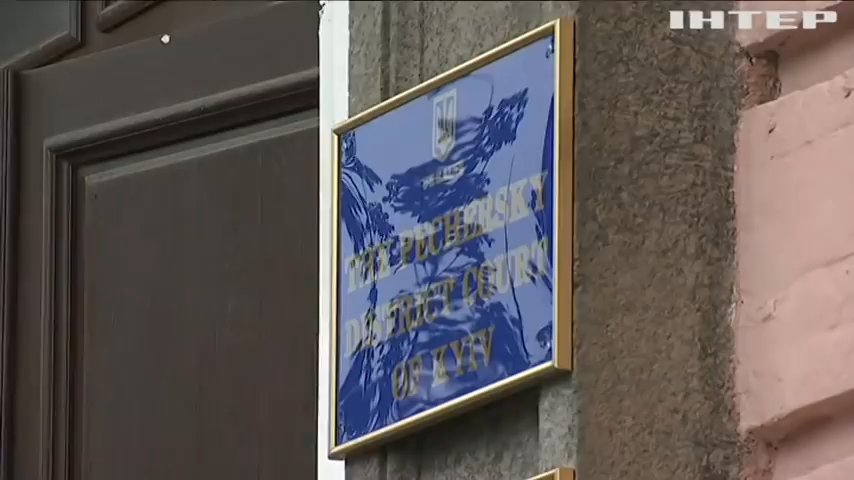 ІНТЕР
THE PECHERSKY
DISTRICT COURT
OF KYIV